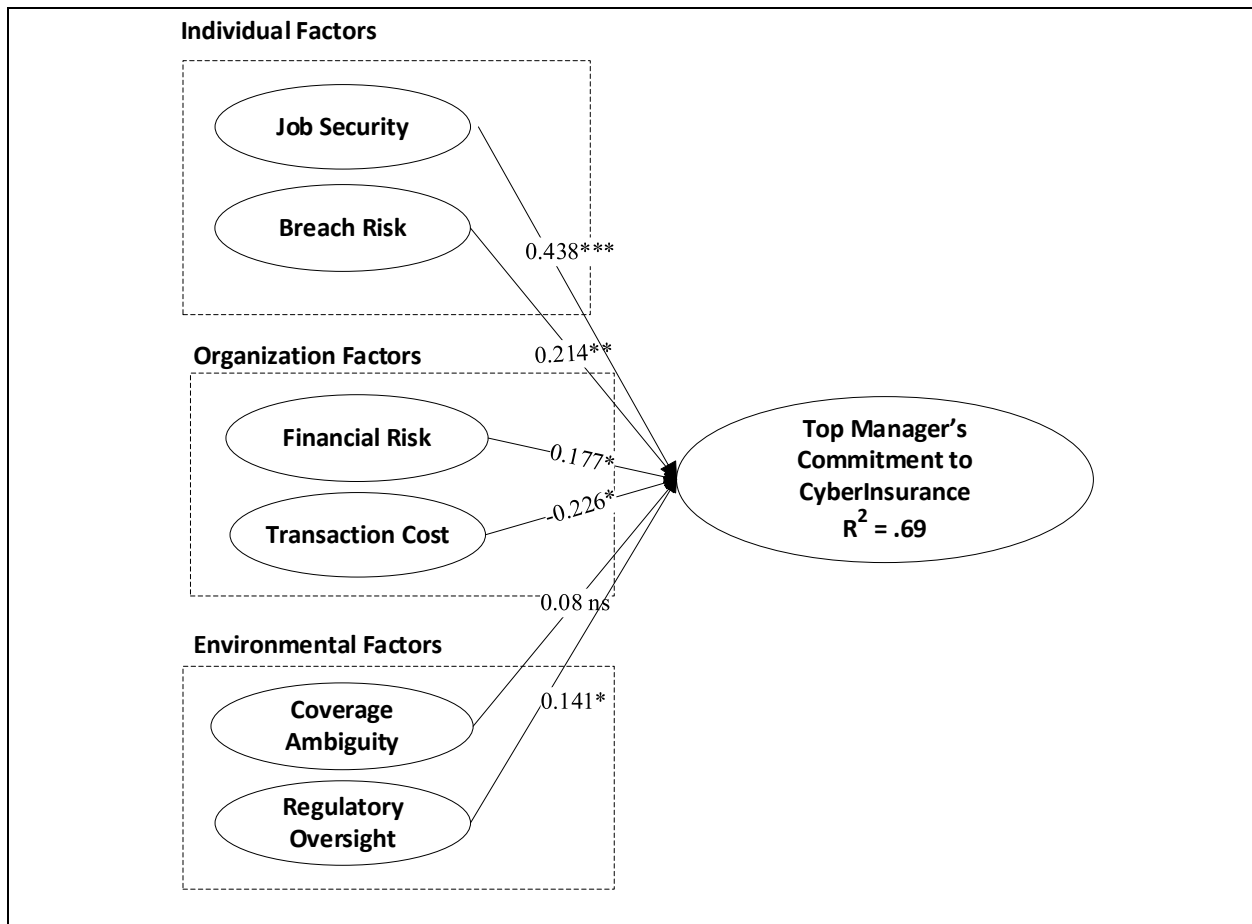 Individual Factors
Job Security
Breach Risk
0.438***
0.214**
Organization Factors
Financial Risk
0.177*
Transaction Cost
-0.226*
Top Manager’s
Commitment to
CyberInsurance
R² = .69
0.08 ns
Environmental Factors
Coverage
Ambiguity
0.141*
Regulatory
Oversight